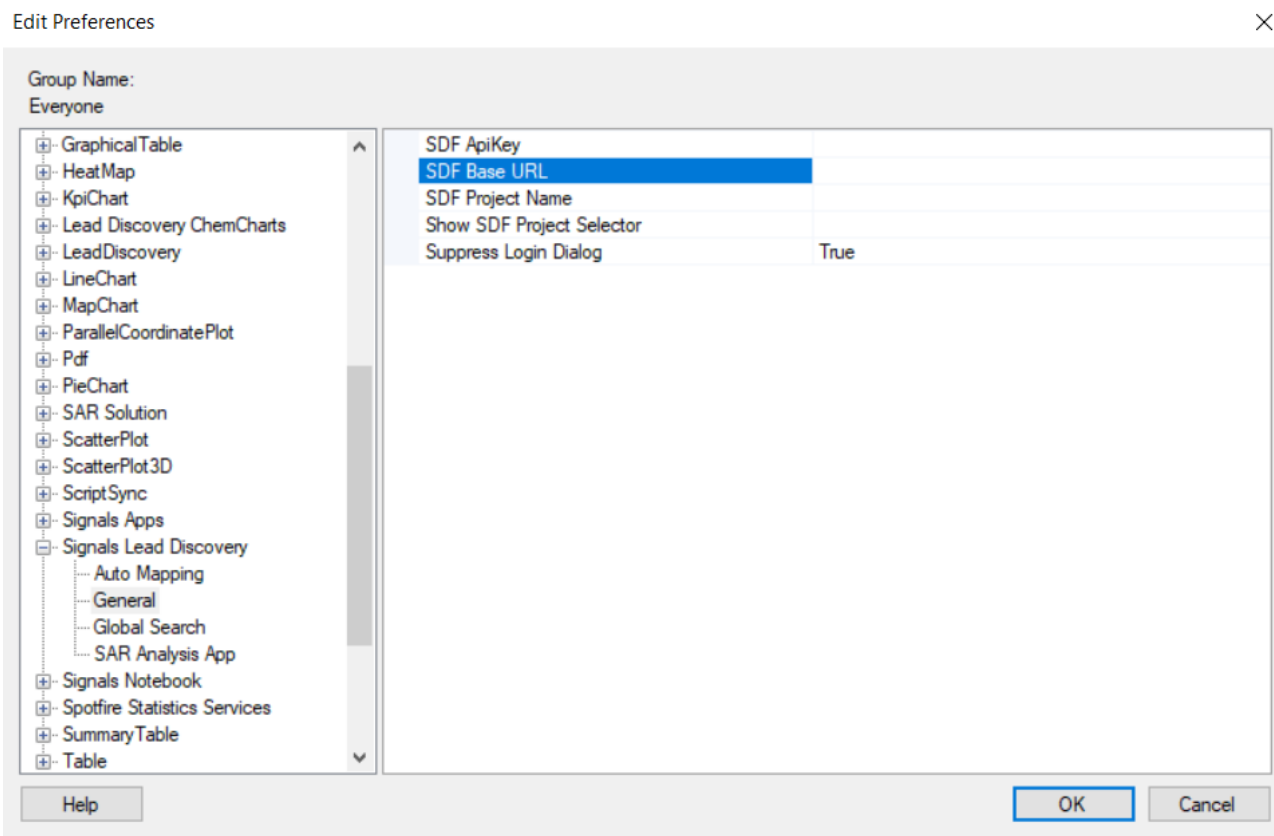 Edit Preferences
Group Name:
Everyone
GraphicalTable
HeatMap
KpiChart
Lead Discovery ChemCharts
LeadDiscovery
LineChart
MapChart
ParallelCoordinatePlot
Pdf
PieChart
SAR Solution
ScatterPlot
ScatterPlot3D
ScriptSync
Signals Apps
Signals Lead Discovery
Auto Mapping
General
Global Search
SAR Analysis App
Signals Notebook
Spotfire Statistics Services
SummaryTable
Table
SDF ApiKey
SDF Base URL
SDF Project Name
Show SDF Project Selector
Suppress Login Dialog True
Help OK Cancel